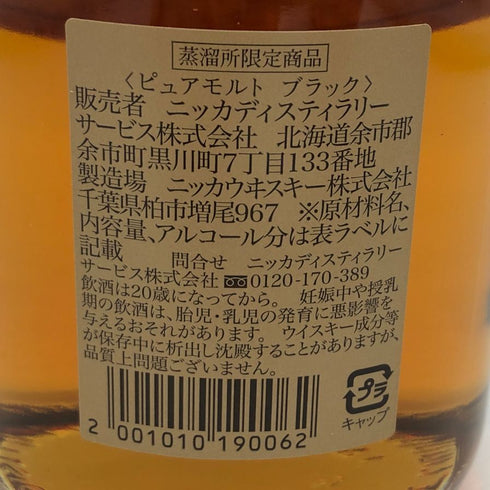 蒸溜所限定商品
〈ピュアモルト ブラック〉
販売者 ニッカディスティラリー
サービス株式会社 北海道余市郡
余市町黒川町7丁目133番地
製造場 ニッカウヰスキー株式会社
千葉県柏市増尾967 ※原材料名、
内容量、アルコール分は表ラベルに
記載 問合せ ニッカディスティラリー
サービス株式会社 0120-170-389
飲酒は20歳になってから。 妊娠中や授乳
期の飲酒は、胎児・乳児の発育に悪影響を
与えるおそれがあります。 ウイスキー成分等
が保存中に析出し沈殿することがありますが、
品質上問題ございません。
プラ
キャップ
2 001010 190062